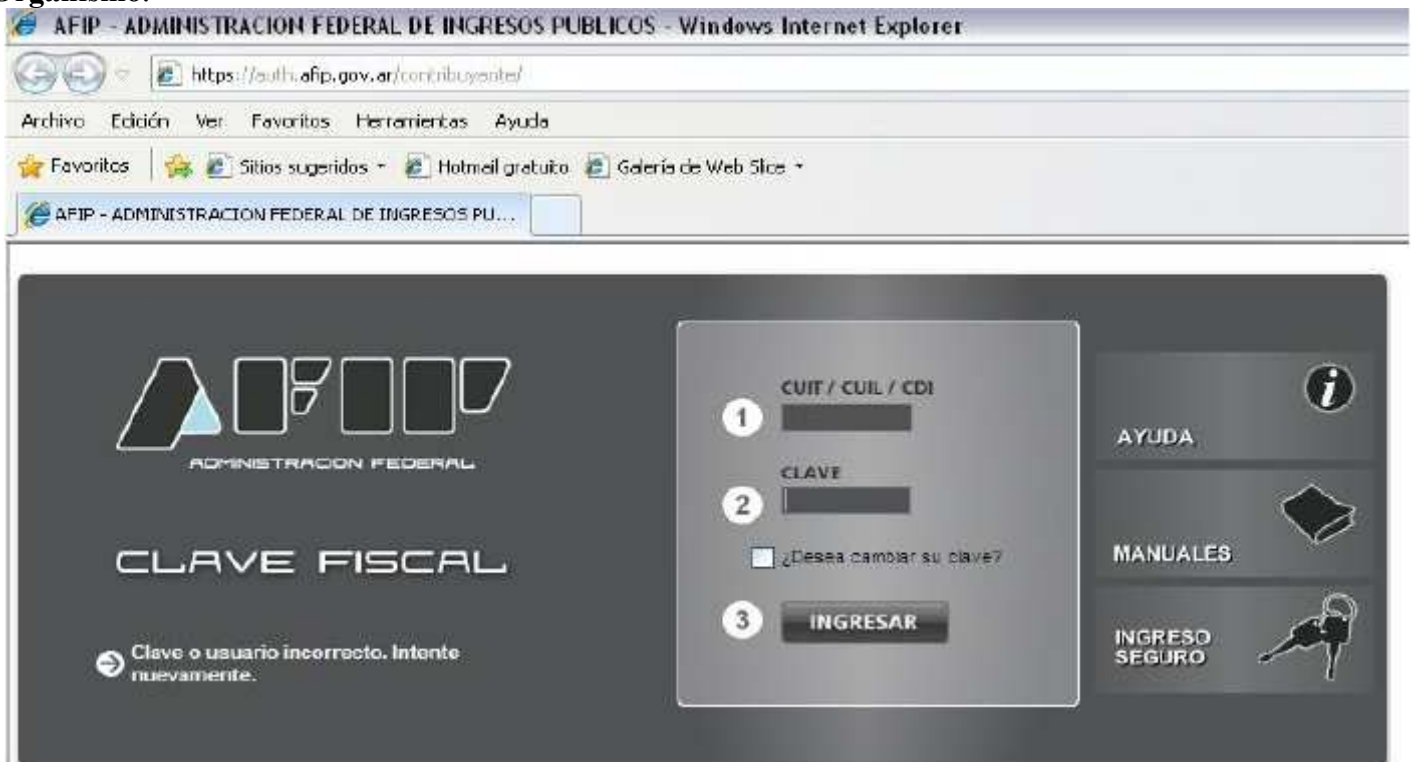 organismo.
AFIP - ADMINISTRACION FEDERAL DE INGRESOS PUBLICOS - Windows Internet Explorer
https://auth.afip.gov.ar/contribuyente/
Archivo Edición Ver Favoritos Herramientas Ayuda
Favoritos Sitios sugeridos Hotmail gratuito Galería de Web Slice
AFIP - ADMINISTRACION FEDERAL DE INGRESOS PU...
AFIP
ADMINISTRACION FEDERAL
CLAVE FISCAL
Clave o usuario incorrecto. Intente
nuevamente.
CUIT / CUIL / CDI
1
CLAVE
2
¿Desea cambiar su clave?
3 INGRESAR
AYUDA
MANUALES
INGRESO
SEGURO